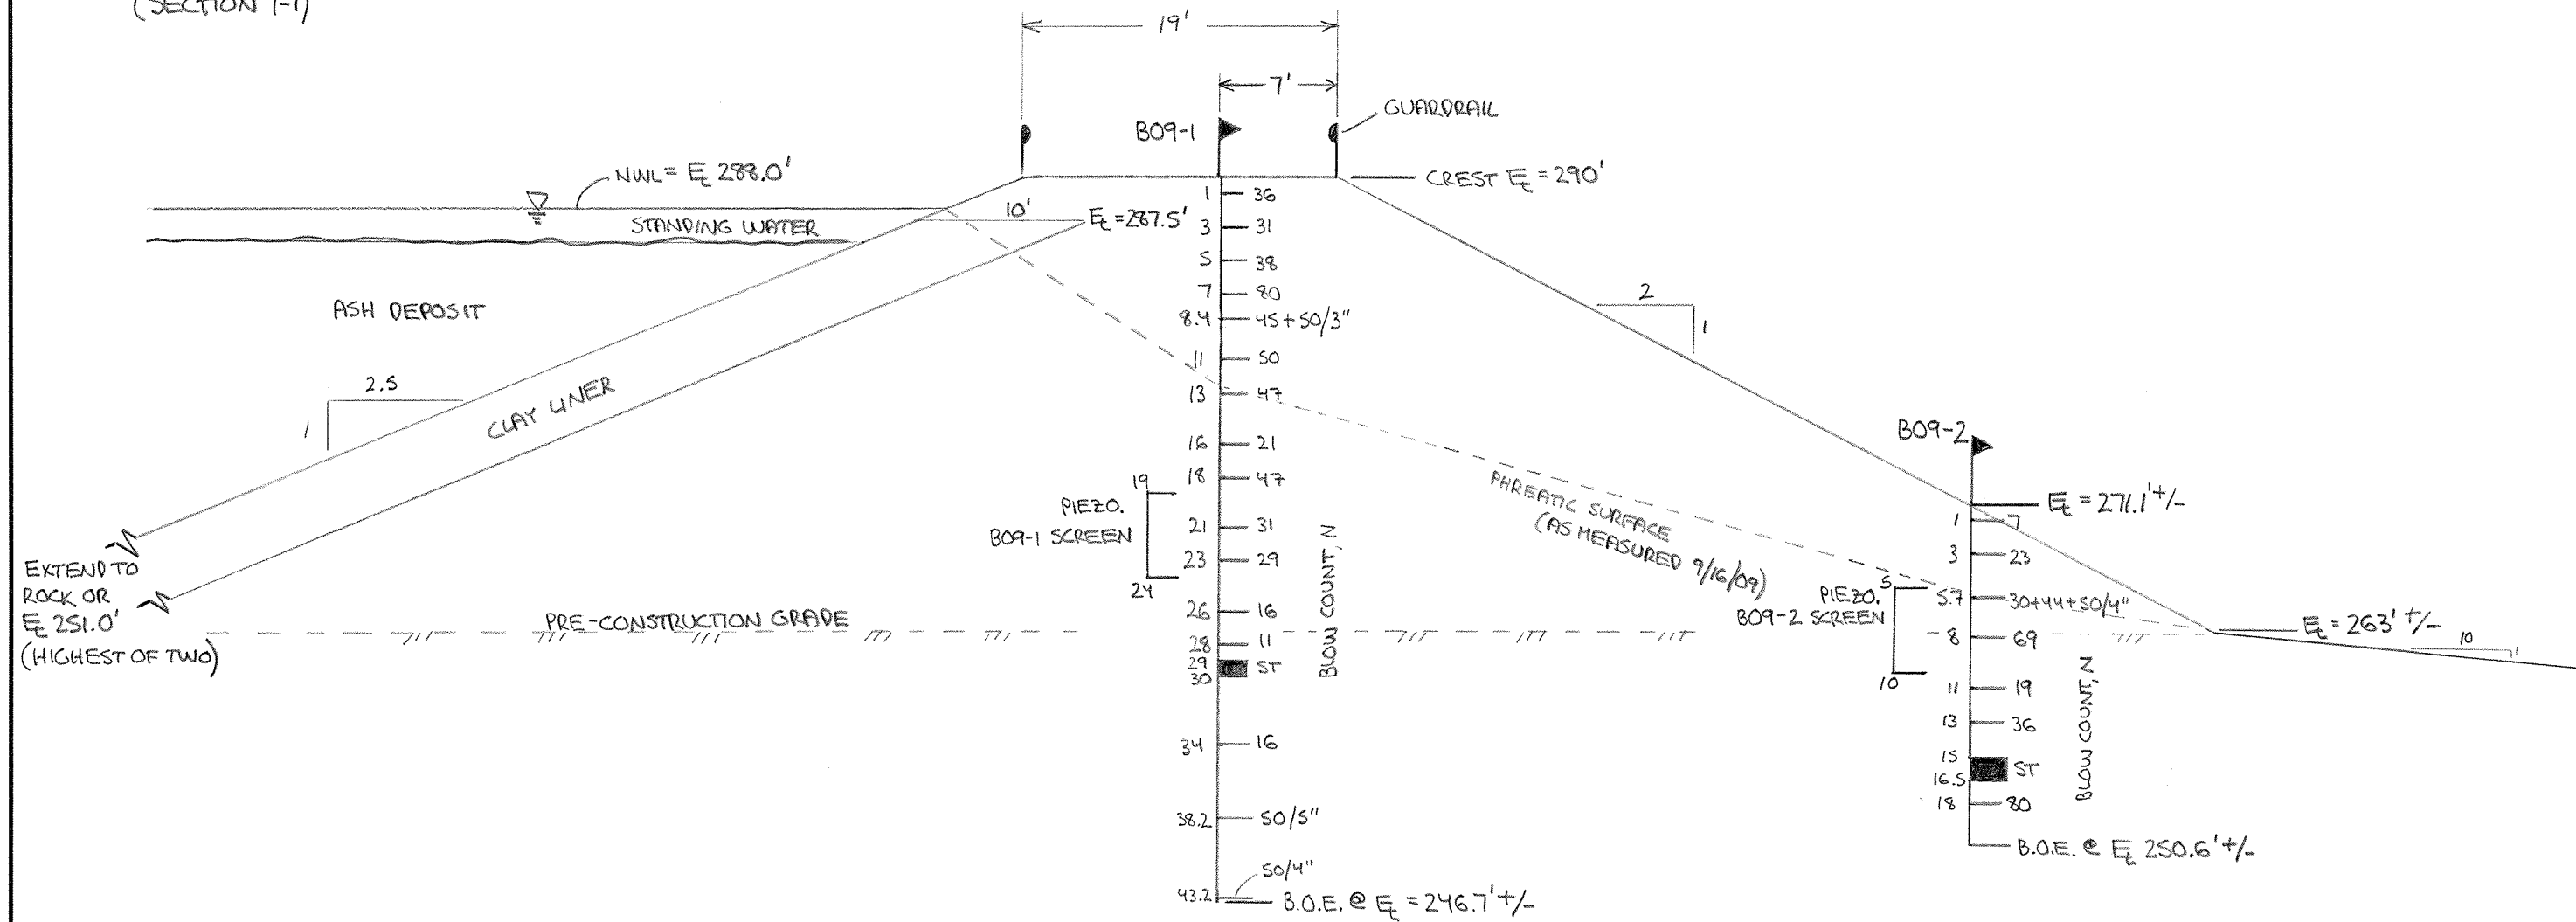 (SECTION 1-1)
19'
7'
GUARDRAIL
B09-1
NWL = EL 288.0'
CREST EL = 290'
STANDING WATER
10'
EL = 287.5'
ASH DEPOSIT
2.5
1
CLAY LINER
2
1
1 36
3 31
5 38
7 80
8.4 45+50/3"
11 50
13 47
16 21
18 47
21 31
23 29
26 16
28 11
29
30 ST
34 16
38.2 50/5"
43.2 50/4"
B.O.E. @ EL = 246.7' +/-
BLOW COUNT, N
19
PIEZO.
B09-1 SCREEN
24
EXTEND TO
ROCK OR
EL 251.0'
(HIGHEST OF TWO)
PRE-CONSTRUCTION GRADE
PHREATIC SURFACE
(AS MEASURED 9/16/09)
B09-2
EL = 271.1' +/-
1 7
3 23
5.7 30+44+50/4"
8 69
11 19
13 36
15
16.5 ST
18 80
B.O.E. @ EL 250.6' +/-
BLOW COUNT, N
5
PIEZO.
B09-2 SCREEN
10
EL = 263' +/-
10
1